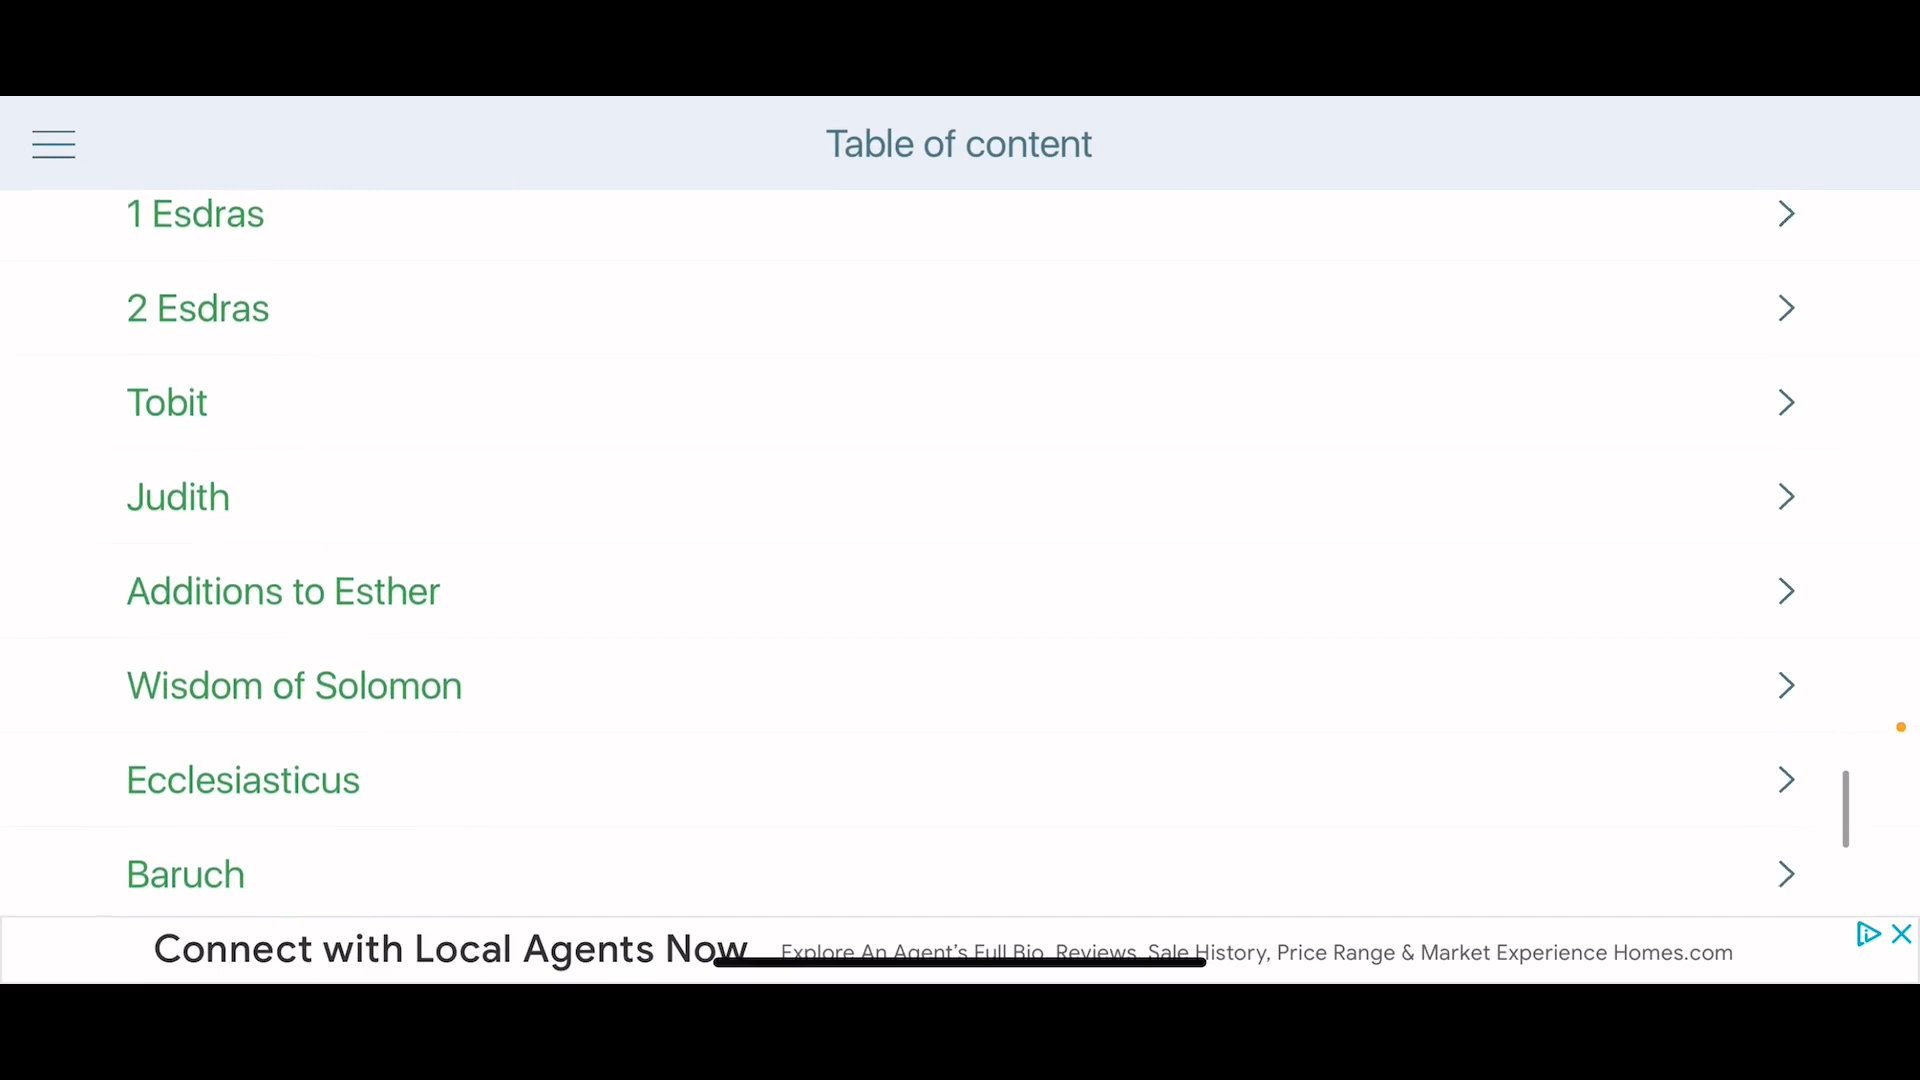 Table of content
1 Esdras
2 Esdras
Tobit
Judith
Additions to Esther
Wisdom of Solomon
Ecclesiasticus
Baruch
Connect with Local Agents Now
Explore An Agent's Full Bio, Reviews, Sale History, Price Range & Market Experience Homes.com